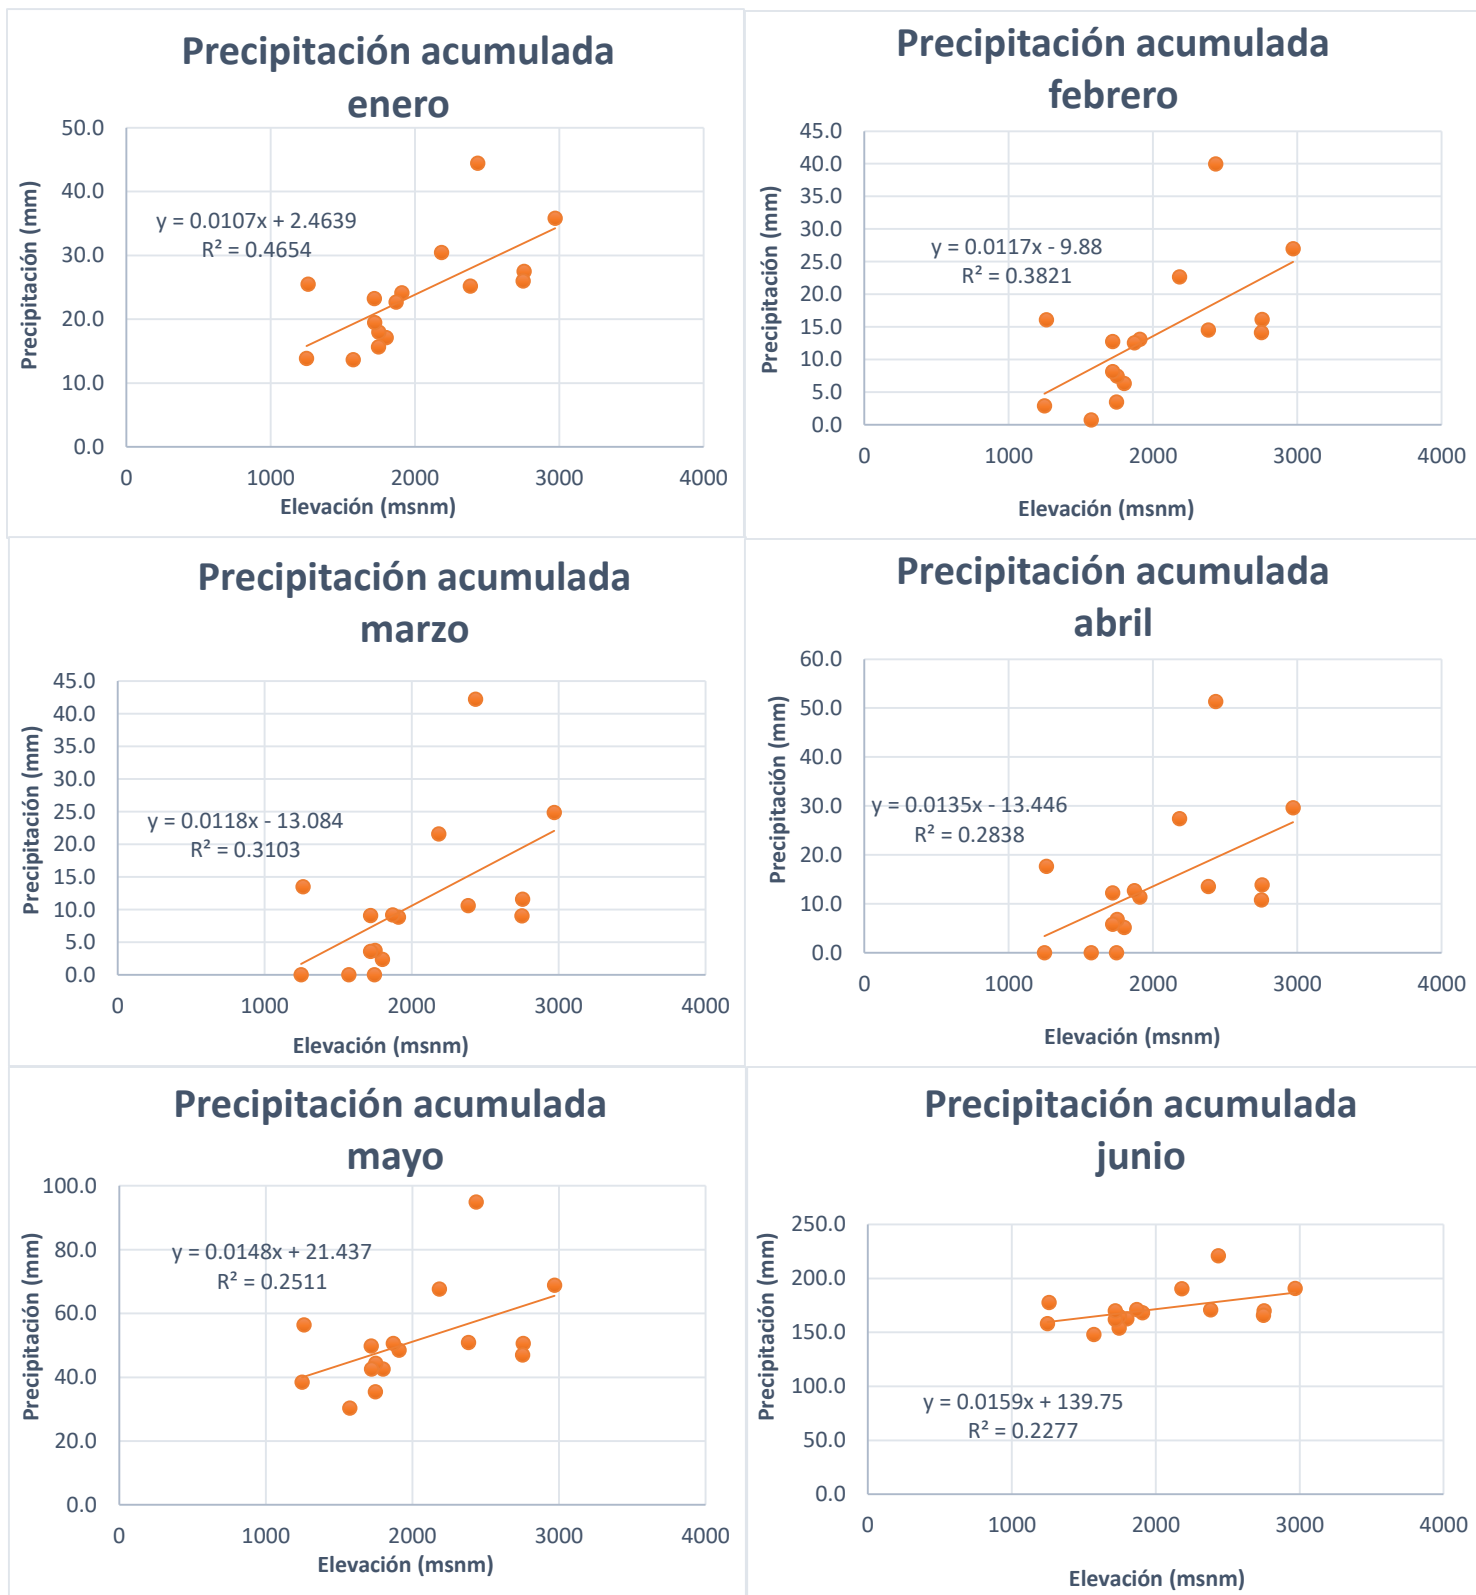 Precipitación acumulada
enero
50.0
40.0
30.0
20.0
10.0
0.0
Precipitación (mm)
y = 0.0107x + 2.4639
R² = 0.4654
0 1000 2000 3000 4000
Elevación (msnm)
Precipitación acumulada
febrero
45.0
40.0
35.0
30.0
25.0
20.0
15.0
10.0
5.0
0.0
Precipitación (mm)
y = 0.0117x - 9.88
R² = 0.3821
0 1000 2000 3000 4000
Elevación (msnm)
Precipitación acumulada
marzo
45.0
40.0
35.0
30.0
25.0
20.0
15.0
10.0
5.0
0.0
Precipitación (mm)
y = 0.0118x - 13.084
R² = 0.3103
0 1000 2000 3000 4000
Elevación (msnm)
Precipitación acumulada
abril
60.0
50.0
40.0
30.0
20.0
10.0
0.0
Precipitación (mm)
y = 0.0135x - 13.446
R² = 0.2838
0 1000 2000 3000 4000
Elevación (msnm)
Precipitación acumulada
mayo
100.0
80.0
60.0
40.0
20.0
0.0
Precipitación (mm)
y = 0.0148x + 21.437
R² = 0.2511
0 1000 2000 3000 4000
Elevación (msnm)
Precipitación acumulada
junio
250.0
200.0
150.0
100.0
50.0
0.0
Precipitación (mm)
y = 0.0159x + 139.75
R² = 0.2277
0 1000 2000 3000 4000
Elevación (msnm)